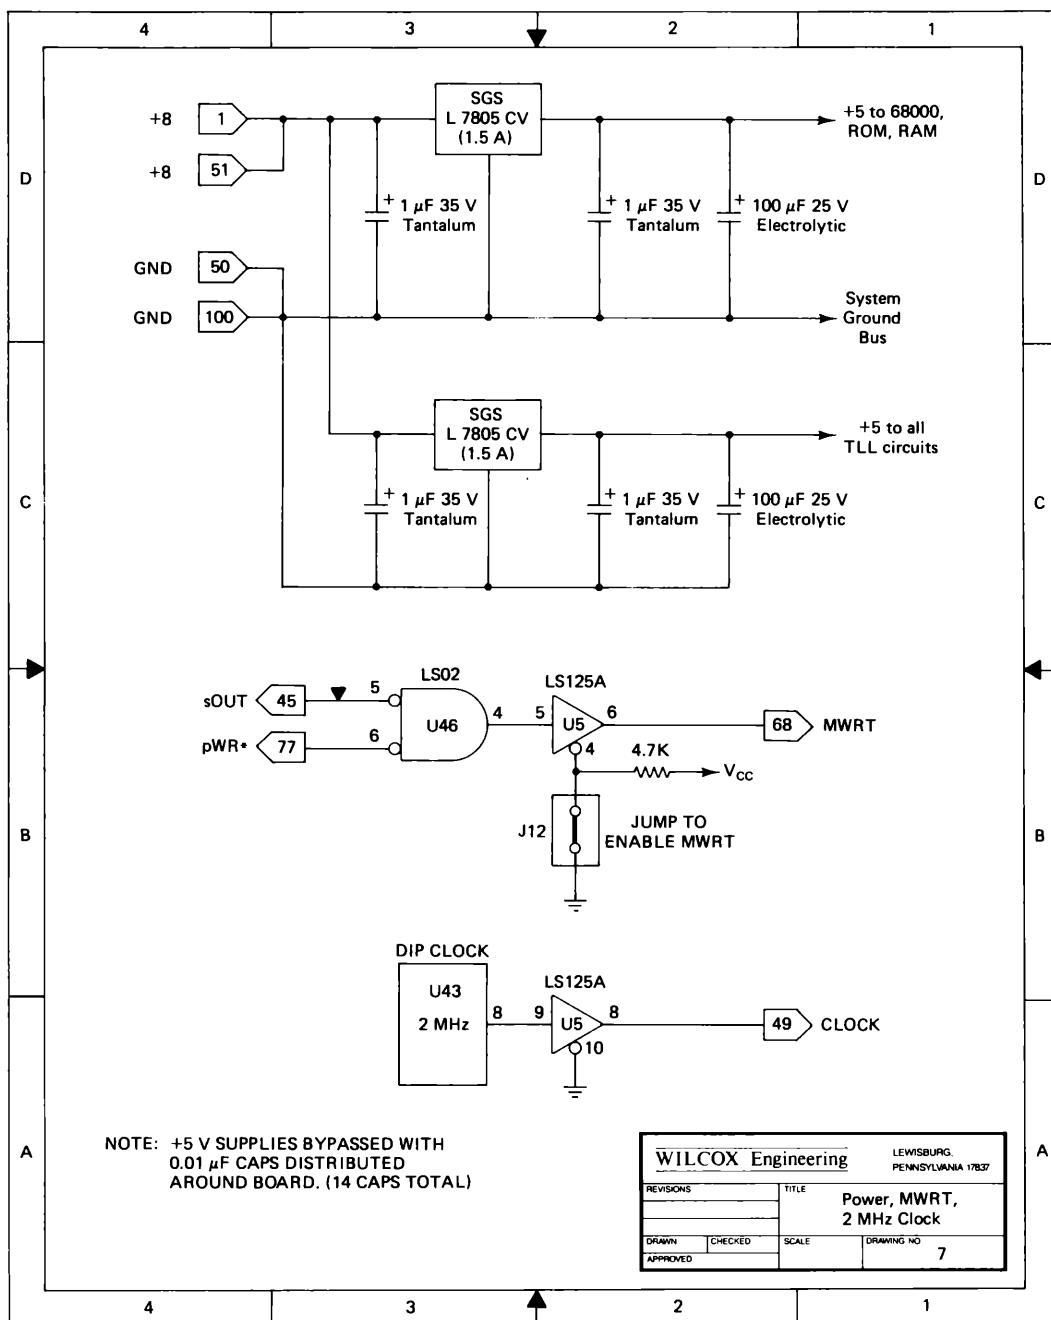 4 3 2 1
SGS
L 7805 CV
(1.5 A)
+8 1
+5 to 68000,
ROM, RAM
+8 51
D D
+ 1 μF 35 V
Tantalum
+ 1 μF 35 V
Tantalum
+ 100 μF 25 V
Electrolytic
GND 50
GND 100
System
Ground
Bus
SGS
L 7805 CV
(1.5 A)
+5 to all
TLL circuits
C C
+ 1 μF 35 V
Tantalum
+ 1 μF 35 V
Tantalum
+ 100 μF 25 V
Electrolytic
LS02
LS125A
sOUT 45 5
U46 4 5 U5 6 68 MWRT
pWR* 77 6
4 4.7K
VCC
J12
JUMP TO
ENABLE MWRT
B B
DIP CLOCK
U43
2 MHz
LS125A
8 9 U5 8 49 CLOCK
10
A A
NOTE: +5 V SUPPLIES BYPASSED WITH
0.01 μF CAPS DISTRIBUTED
AROUND BOARD. (14 CAPS TOTAL)
WILCOX Engineering
LEWISBURG,
PENNSYLVANIA 17837
REVISIONS
TITLE
Power, MWRT,
2 MHz Clock
DRAWN CHECKED SCALE DRAWING NO
7
APPROVED
4 3 2 1